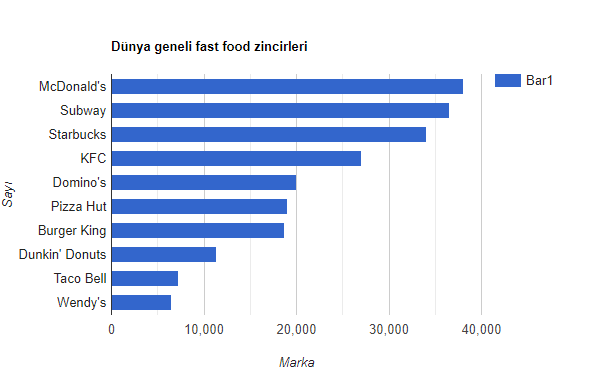 Dünya geneli fast food zincirleri
McDonald's
Subway
Starbucks
KFC
Domino's
Pizza Hut
Burger King
Dunkin' Donuts
Taco Bell
Wendy's
Sayı
0 10,000 20,000 30,000 40,000
Marka
Bar1